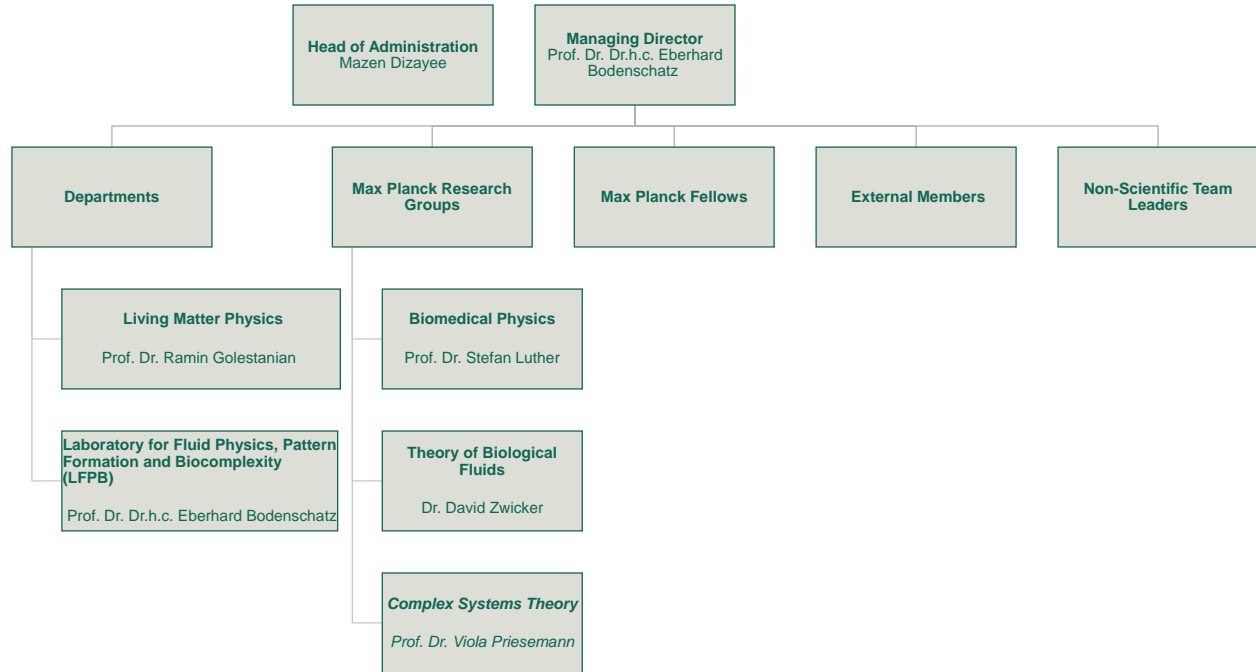 Head of Administration
Mazen Dizayee
Managing Director
Prof. Dr. Dr.h.c. Eberhard
Bodenschatz
Departments
Max Planck Research
Groups
Max Planck Fellows
External Members
Non-Scientific Team
Leaders
Living Matter Physics
Prof. Dr. Ramin Golestanian
Biomedical Physics
Prof. Dr. Stefan Luther
Laboratory for Fluid Physics, Pattern
Formation and Biocomplexity
(LFPB)
Prof. Dr. Dr.h.c. Eberhard Bodenschatz
Theory of Biological
Fluids
Dr. David Zwicker
Complex Systems Theory
Prof. Dr. Viola Priesemann